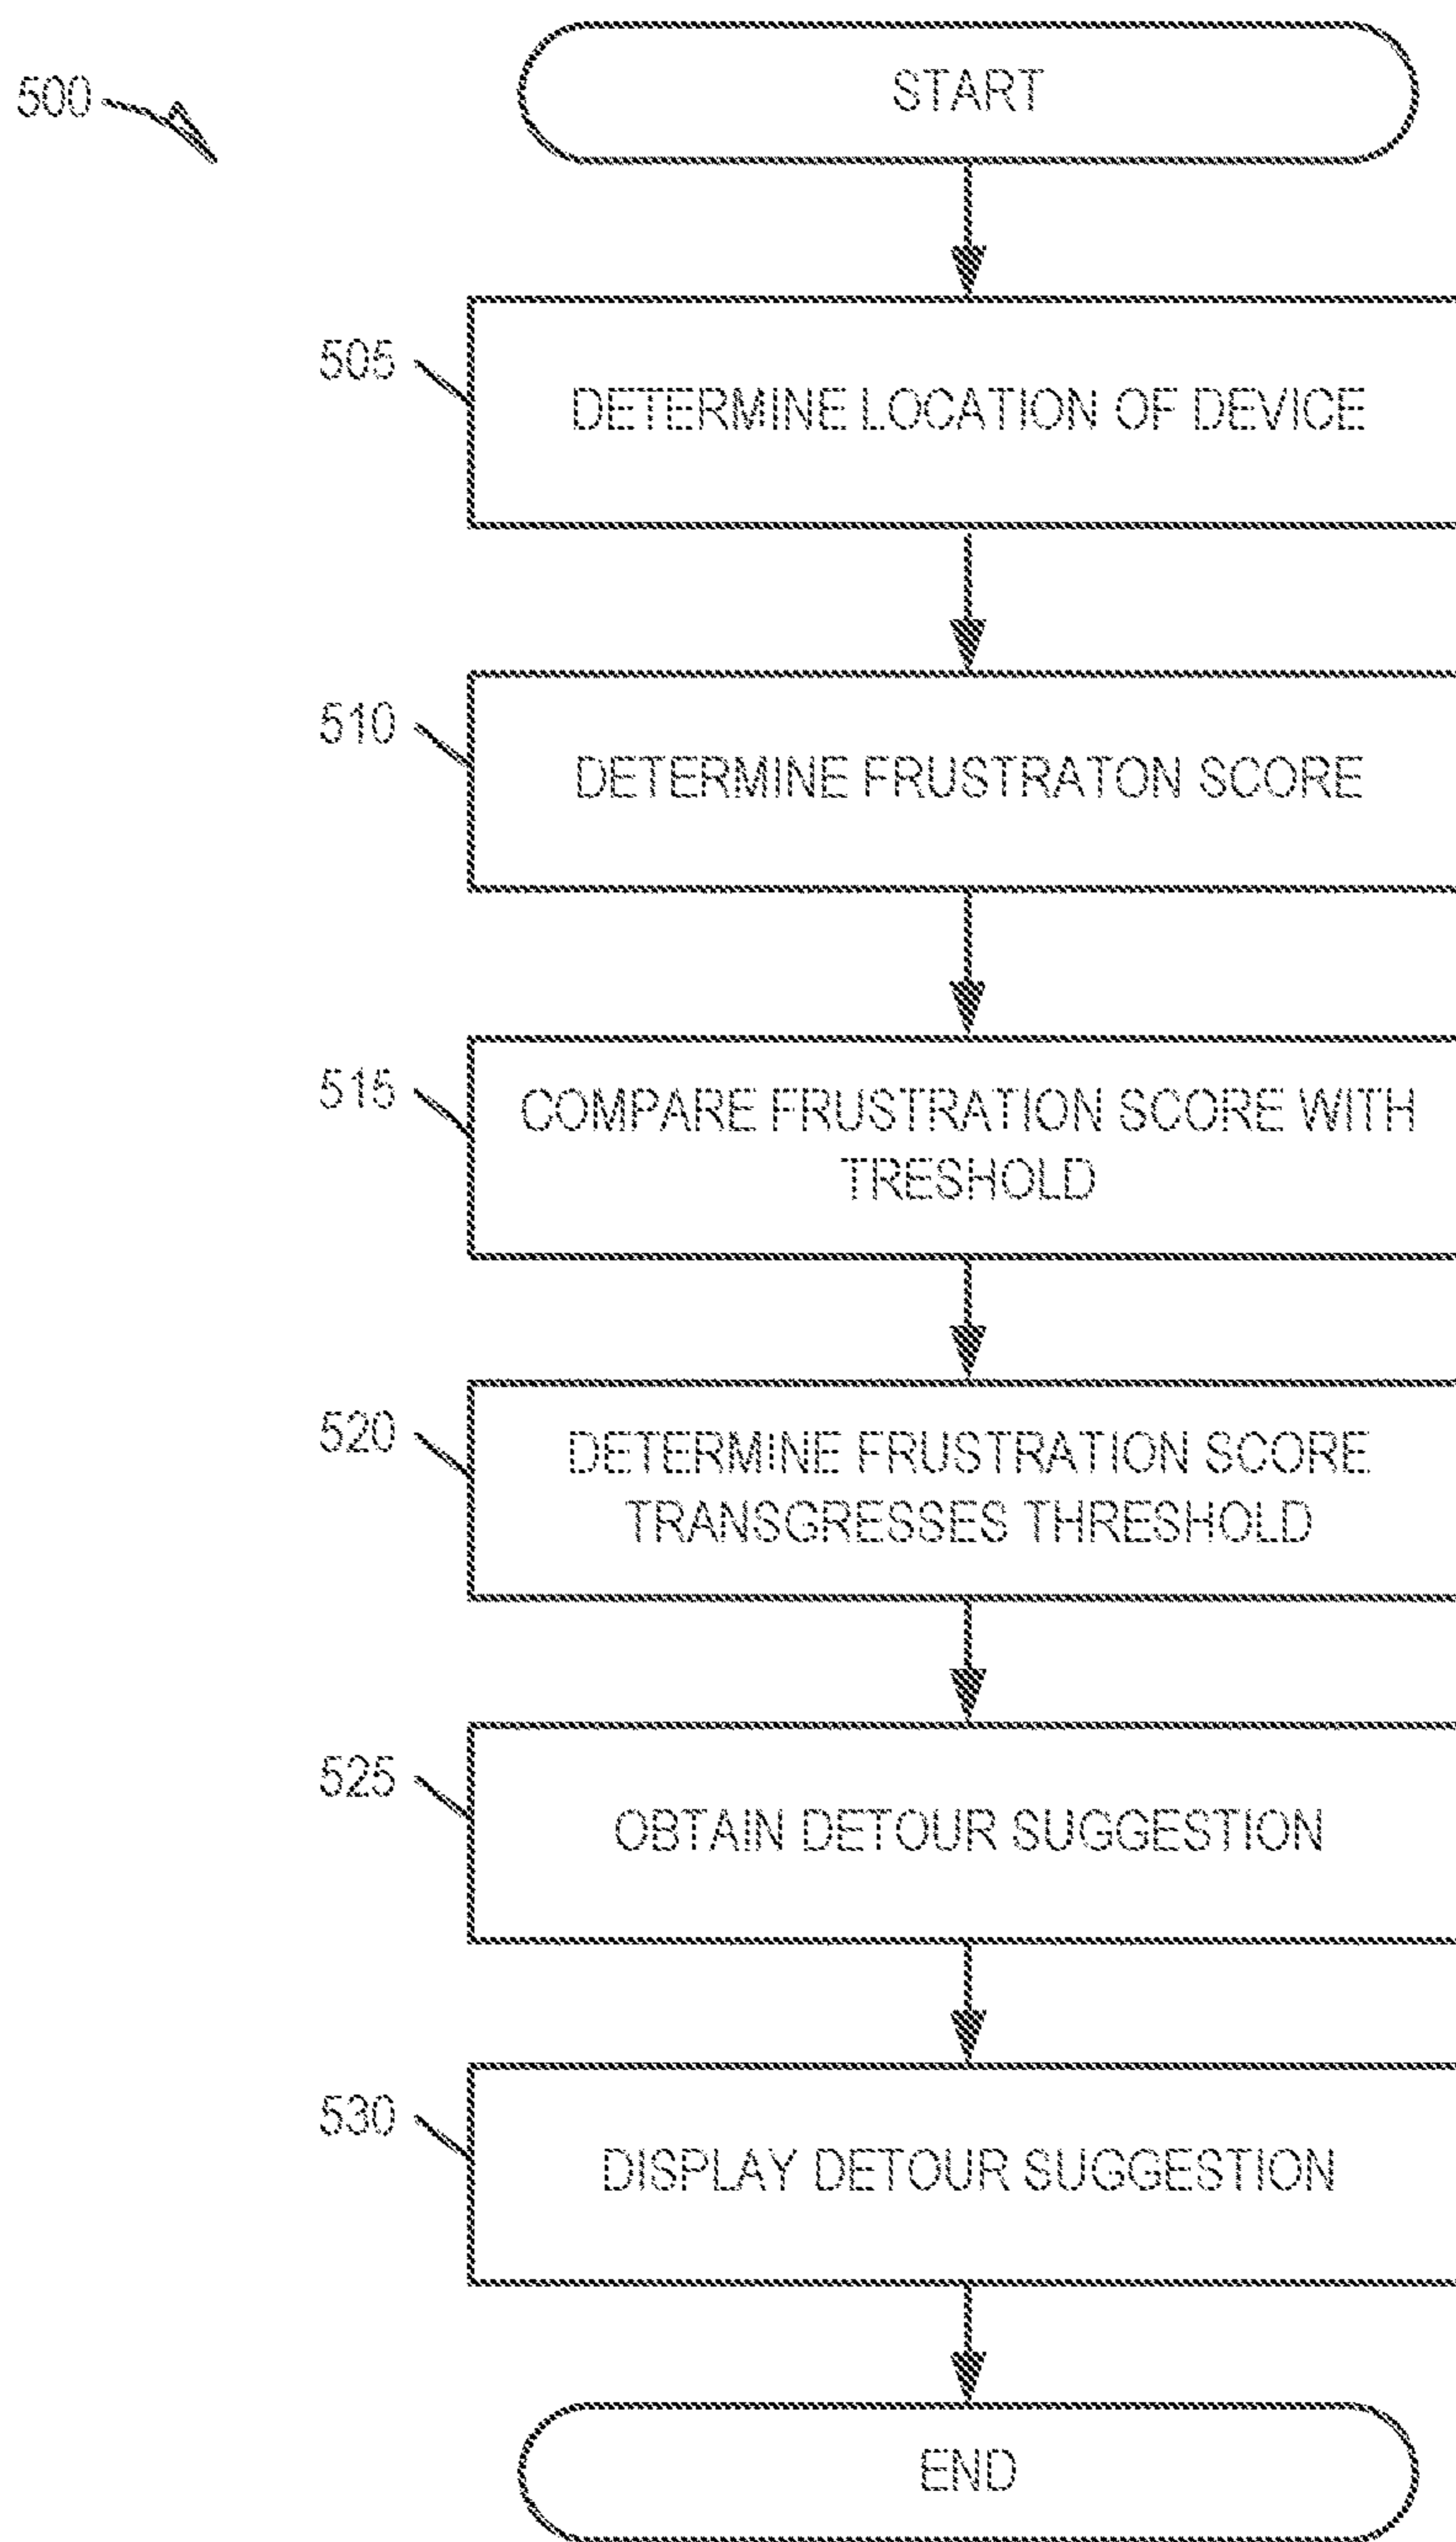 500
START
505
DETERMINE LOCATION OF DEVICE
510
DETERMINE FRUSTRATON SCORE
515
COMPARE FRUSTRATION SCORE WITH
TRESHOLD
520
DETERMINE FRUSTRATION SCORE
TRANSGRESSES THRESHOLD
525
OBTAIN DETOUR SUGGESTION
530
DISPLAY DETOUR SUGGESTION
END